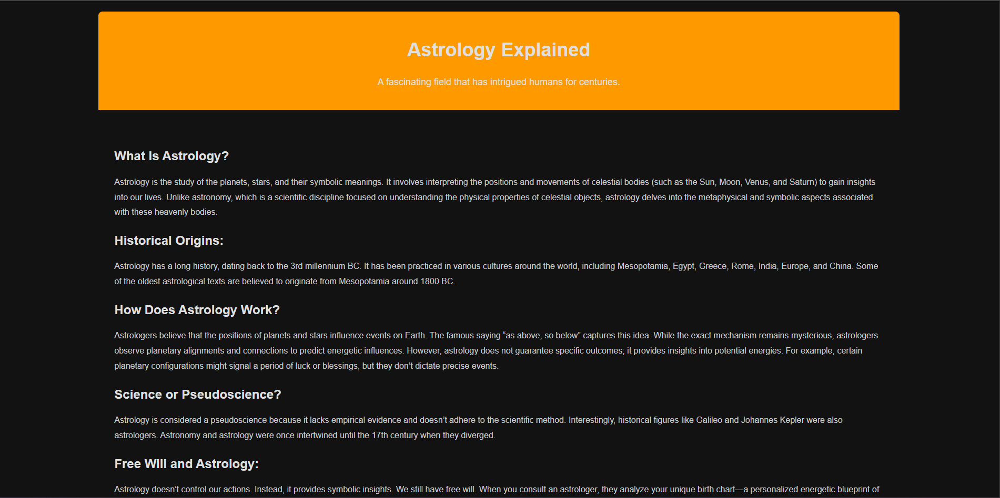 Astrology Explained
A fascinating field that has intrigued humans for centuries.
What Is Astrology?
Astrology is the study of the planets, stars, and their symbolic meanings. It involves interpreting the positions and movements of celestial bodies (such as the Sun, Moon, Venus, and Saturn) to gain insights
into our lives. Unlike astronomy, which is a scientific discipline focused on understanding the physical properties of celestial objects, astrology delves into the metaphysical and symbolic aspects associated
with these heavenly bodies.
Historical Origins:
Astrology has a long history, dating back to the 3rd millennium BC. It has been practiced in various cultures around the world, including Mesopotamia, Egypt, Greece, Rome, India, Europe, and China. Some
of the oldest astrological texts are believed to originate from Mesopotamia around 1800 BC.
How Does Astrology Work?
Astrologers believe that the positions of planets and stars influence events on Earth. The famous saying “as above, so below” captures this idea. While the exact mechanism remains mysterious, astrologers
observe planetary alignments and connections to predict energetic influences. However, astrology does not guarantee specific outcomes; it provides insights into potential energies. For example, certain
planetary configurations might signal a period of luck or blessings, but they don’t dictate precise events.
Science or Pseudoscience?
Astrology is considered a pseudoscience because it lacks empirical evidence and doesn’t adhere to the scientific method. Interestingly, historical figures like Galileo and Johannes Kepler were also
astrologers. Astronomy and astrology were once intertwined until the 17th century when they diverged.
Free Will and Astrology:
Astrology doesn’t control our actions. Instead, it provides symbolic insights. We still have free will. When you consult an astrologer, they analyze your unique birth chart—a personalized energetic blueprint of